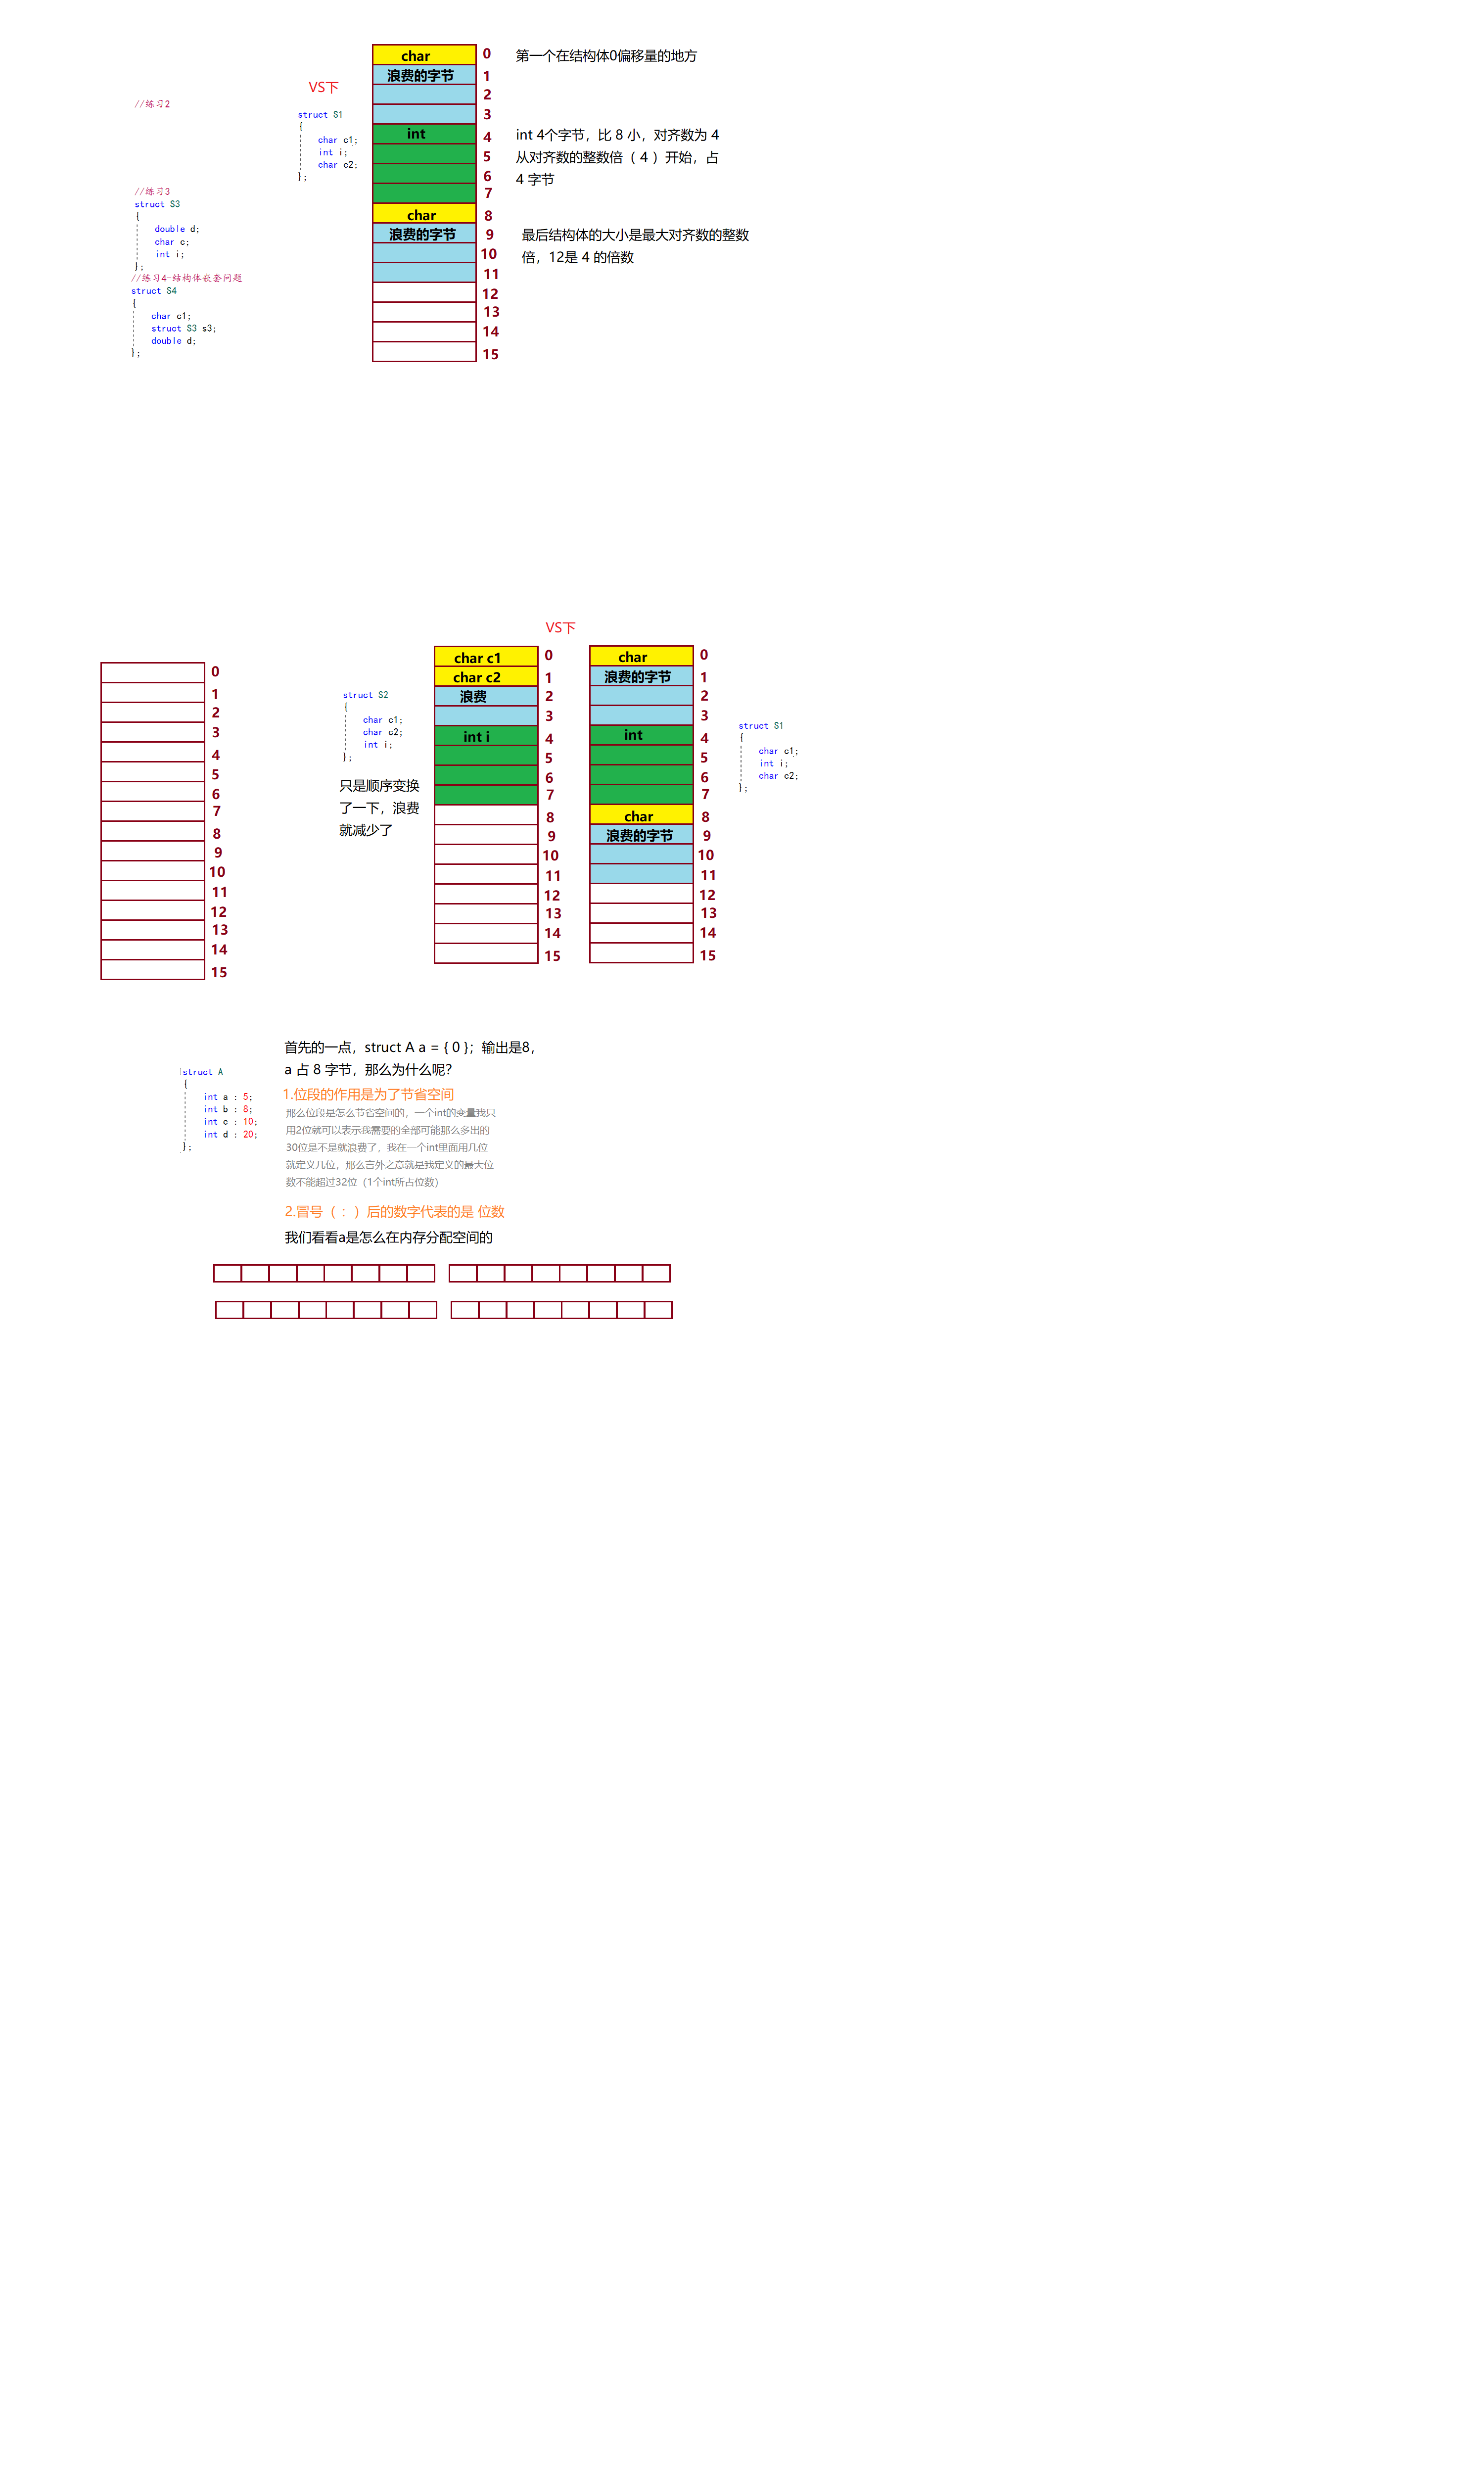 //练习2
//练习3
struct S3
{
double d;
char c;
int i;
};
//练习4-结构体嵌套问题
struct S4
{
char c1;
struct S3 s3;
double d;
};
VS下
struct S1
{
char c1;
int i;
char c2;
};
char 0
浪费的字节 1
2
3
int 4
5
6
7
char 8
浪费的字节 9
10
11
12
13
14
15
第一个在结构体0偏移量的地方
int 4个字节，比 8 小，对齐数为 4
从对齐数的整数倍（ 4 ）开始，占
4 字节
最后结构体的大小是最大对齐数的整数
倍，12是 4 的倍数
0
1
2
3
4
5
6
7
8
9
10
11
12
13
14
15
VS下
struct S2
{
char c1;
char c2;
int i;
};
只是顺序变换
了一下，浪费
就减少了
char c1 0
char c2 1
浪费 2
3
int i 4
5
6
7
8
9
10
11
12
13
14
15
char 0
浪费的字节 1
2
3
int 4
5
6
7
char 8
浪费的字节 9
10
11
12
13
14
15
struct S1
{
char c1;
int i;
char c2;
};
struct A
{
int a : 5;
int b : 8;
int c : 10;
int d : 20;
};
首先的一点，struct A a = { 0 }；输出是8，
a 占 8 字节，那么为什么呢？
1.位段的作用是为了节省空间
那么位段是怎么节省空间的，一个int的变量我只
用2位就可以表示我需要的全部可能那么多出的
30位是不是就浪费了，我在一个int里面用几位
就定义几位，那么言外之意就是我定义的最大位
数不能超过32位（1个int所占位数）
2.冒号（ ：）后的数字代表的是 位数
我们看看a是怎么在内存分配空间的